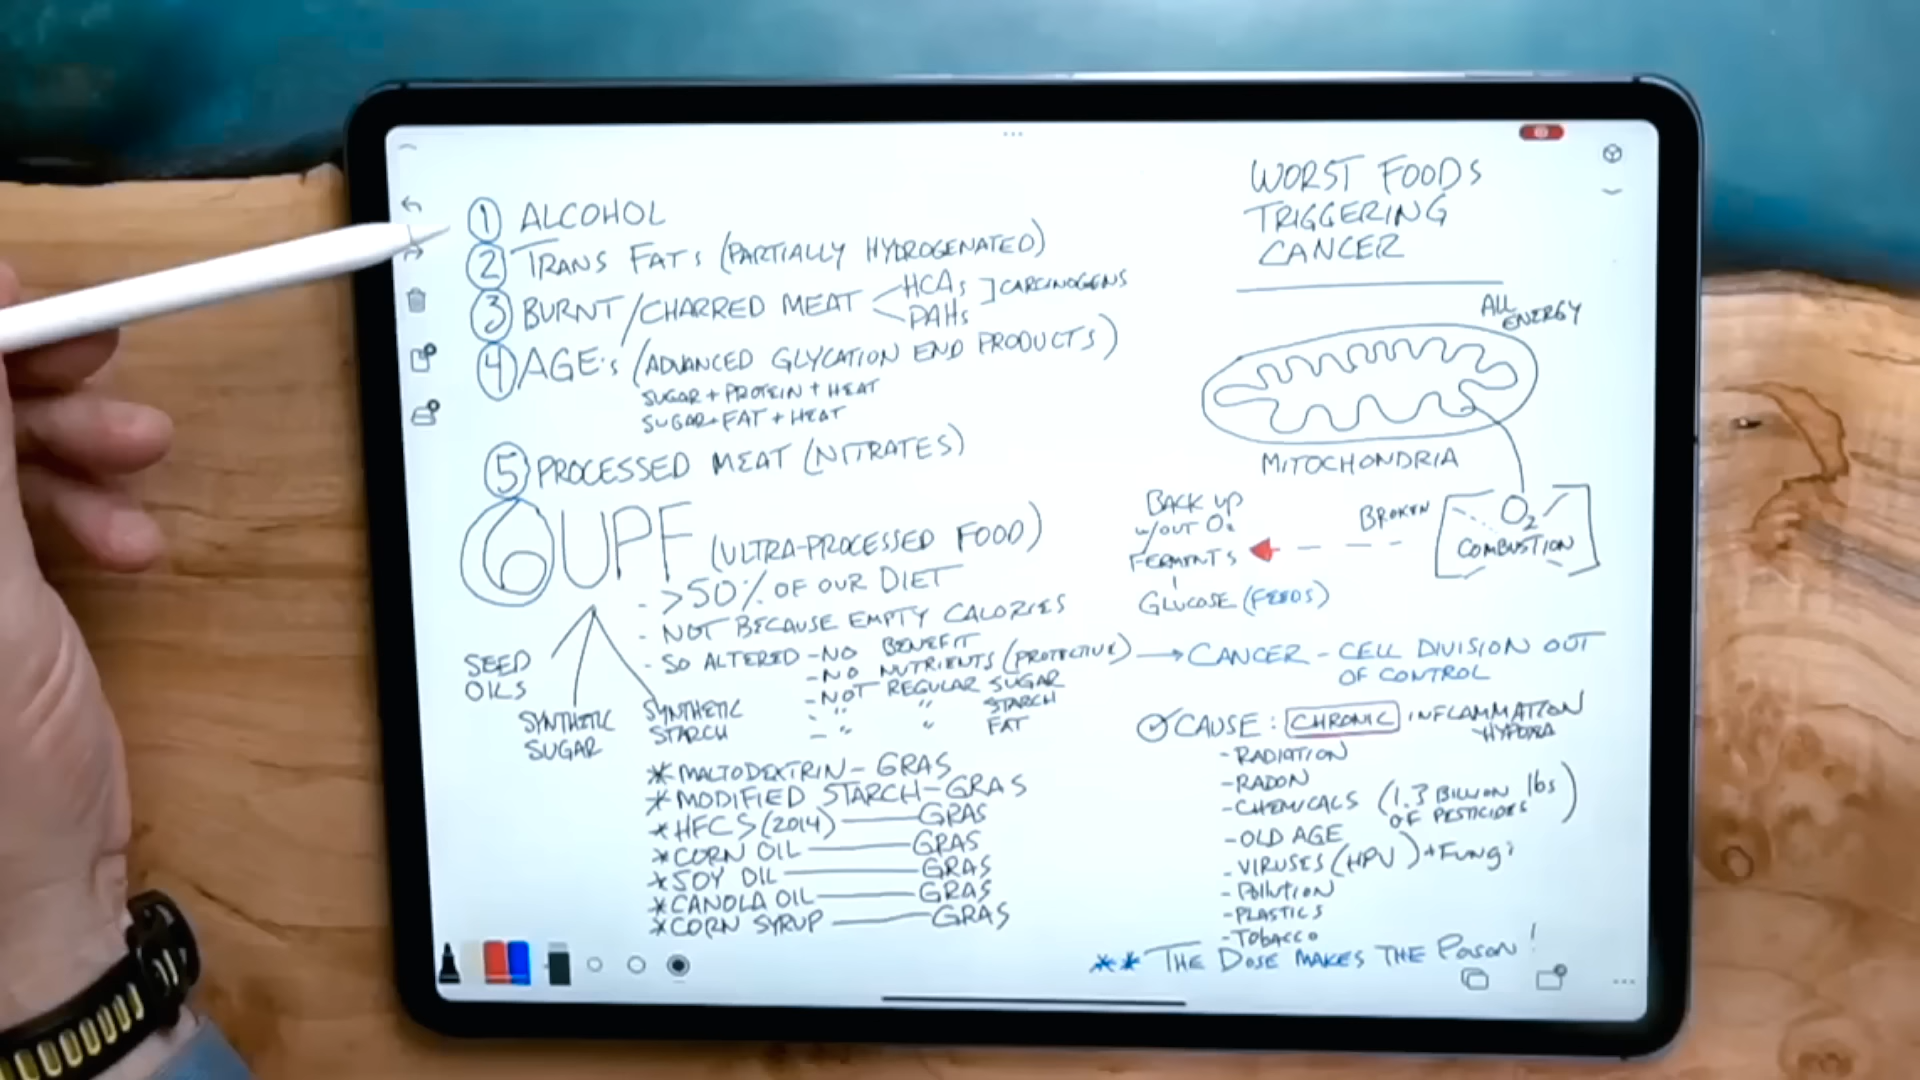 ① ALCOHOL
② TRANS FATS (PARTIALLY HYDROGENATED)
③ BURNT/CHARRED MEAT
HCAs
PAHs
] CARCINOGENS
④ AGE's (ADVANCED GLYCATION END PRODUCTS)
SUGAR + PROTEIN + HEAT
SUGAR + FAT + HEAT
⑤ PROCESSED MEAT (NITRATES)
⑥ UPF (ULTRA-PROCESSED FOOD)
- >50% OF OUR DIET
- NOT BECAUSE EMPTY CALORIES
- SO ALTERED - NO BENEFIT
- NO NUTRIENTS (PROTECTIVE)
- NOT REGULAR SUGAR
- " " STARCH
- " " FAT
SEED
OILS
SYNTHETIC
SUGAR
SYNTHETIC
STARCH
* MALTODEXTRIN - GRAS
* MODIFIED STARCH - GRAS
* HFCS (2014) — GRAS
* CORN OIL — GRAS
* SOY OIL — GRAS
* CANOLA OIL — GRAS
* CORN SYRUP — GRAS
WORST FOODS
TRIGGERING
CANCER
ALL
ENERGY
MITOCHONDRIA
O2
COMBUSTION
BROKEN
BACK UP
w/OUT O2
FERMENTS
GLUCOSE (FEEDS)
→ CANCER - CELL DIVISION OUT
OF CONTROL
CAUSE: CHRONIC INFLAMMATION
HYPOXIA
- RADIATION
- RADON
- CHEMICALS (1.3 BILLION lbs
OF PESTICIDES)
- OLD AGE
- VIRUSES (HPV) + Fungi
- Pollution
- PLASTICS
- TOBACCO
** THE DOSE MAKES THE Poison!